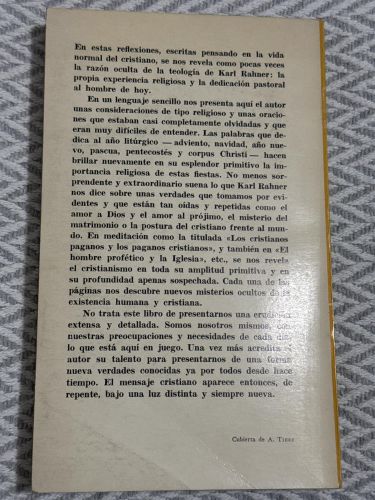 En estas reflexiones, escritas pensando en la vida
normal del cristiano, se nos revela como pocas veces
la razón oculta de la teología de Karl Rahner: la
propia experiencia religiosa y la dedicación pastoral
al hombre de hoy.
En un lenguaje sencillo nos presenta aquí el autor
unas consideraciones de tipo religioso y unas oracio-
nes que estaban casi completamente olvidadas y que
eran muy difíciles de entender. Las palabras que de-
dica al año litúrgico — adviento, navidad, año nue-
vo, pascua, pentecostés y corpus Christi — hacen
brillar nuevamente en su esplendor primitivo la im-
portancia religiosa de estas fiestas. No menos sor-
prendente y extraordinario suena lo que Karl Rahner
nos dice sobre unas verdades que tomamos por evi-
dentes y que están tan oídas y repetidas como el
amor a Dios y el amor al prójimo, el misterio del
matrimonio o la postura del cristiano frente al mun-
do. En meditación como la titulada «Los cristianos
paganos y los paganos cristianos», y también en «El
hombre profético y la Iglesia», etc., se nos revela
el cristianismo en toda su amplitud primitiva y en
su profundidad apenas sospechada. Cada una de las
páginas nos descubre nuevos misterios ocultos de la
existencia humana y cristiana.
No trata este libro de presentarnos una erudición
extensa y detallada. Somos nosotros mismos, con
nuestras preocupaciones y necesidades de cada día,
lo que está aquí en juego. Una vez más acredita el
autor su talento para presentarnos de una forma
nueva verdades conocidas ya por todos desde hace
tiempo. El mensaje cristiano aparece entonces, de
repente, bajo una luz distinta y siempre nueva.
Cubierta de A.